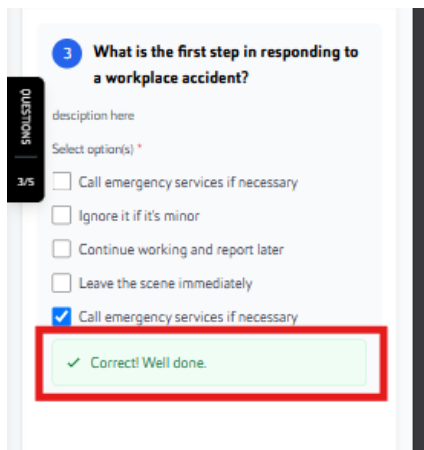 3 What is the first step in responding to
a workplace accident?
desciption here
Select option(s) *
Call emergency services if necessary
Ignore it if it's minor
Continue working and report later
Leave the scene immediately
Call emergency services if necessary
Correct! Well done.
QUESTIONS
3/5